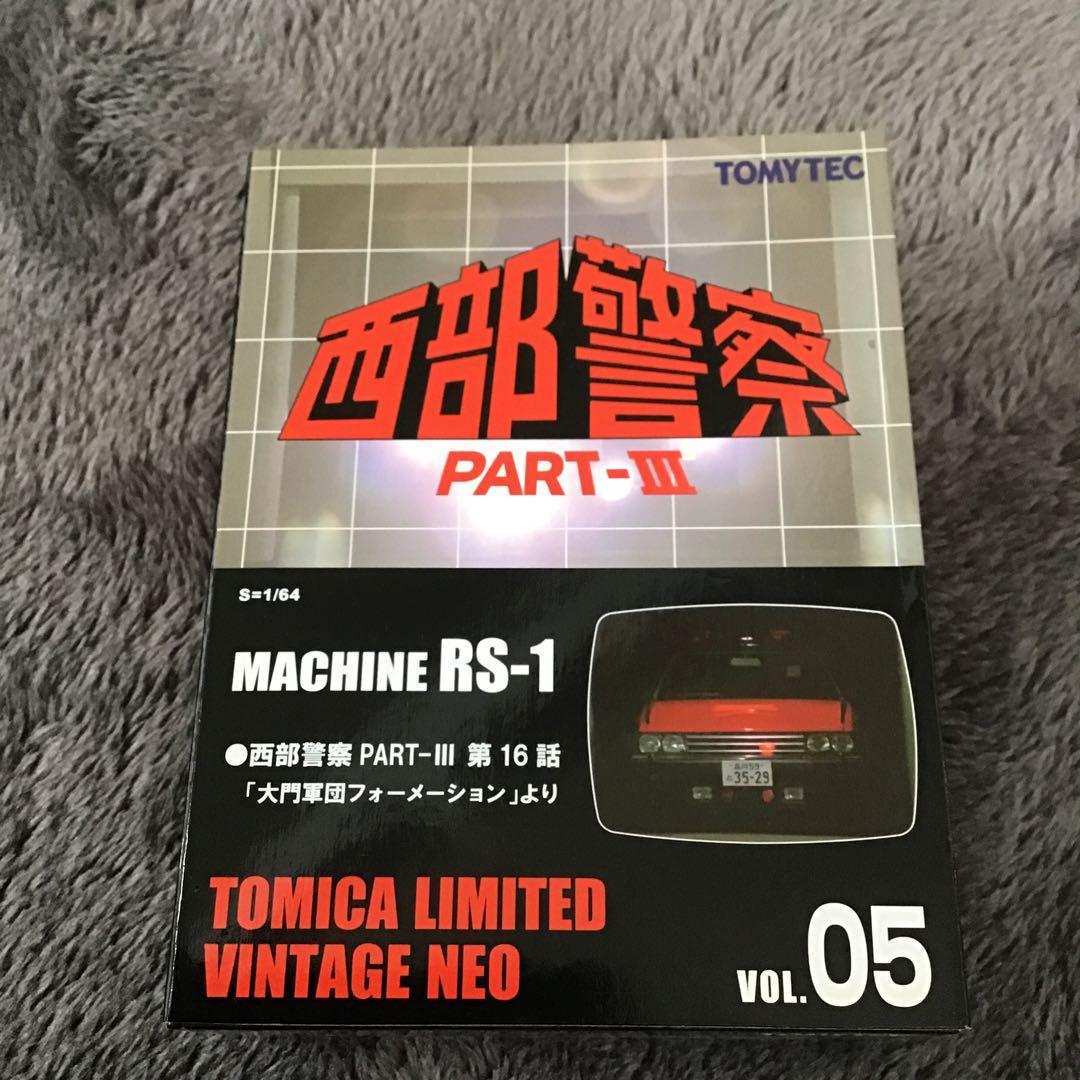 TOMYTEC
西部警察
PART-III
S=1/64
MACHINE RS-1
●西部警察 PART-III 第16話
「大門軍団フォーメーション」より
35-29
TOMICA LIMITED
VINTAGE NEO
VOL.05